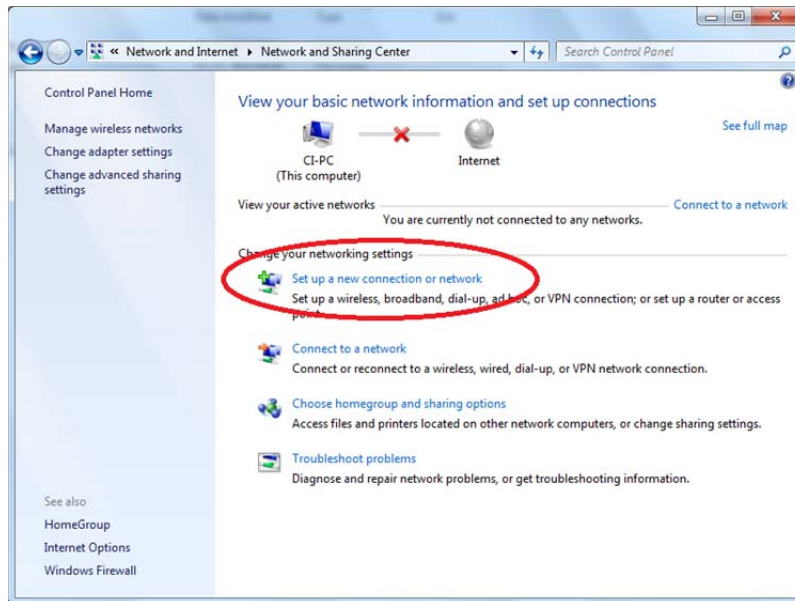 « Network and Internet ▸ Network and Sharing Center
Search Control Panel
Control Panel Home
Manage wireless networks
Change adapter settings
Change advanced sharing
settings
See also
HomeGroup
Internet Options
Windows Firewall
View your basic network information and set up connections
See full map
CI-PC
(This computer)
Internet
View your active networks
Connect to a network
You are currently not connected to any networks.
Change your networking settings
Set up a new connection or network
Set up a wireless, broadband, dial-up, ad hoc, or VPN connection; or set up a router or access
point.
Connect to a network
Connect or reconnect to a wireless, wired, dial-up, or VPN network connection.
Choose homegroup and sharing options
Access files and printers located on other network computers, or change sharing settings.
Troubleshoot problems
Diagnose and repair network problems, or get troubleshooting information.